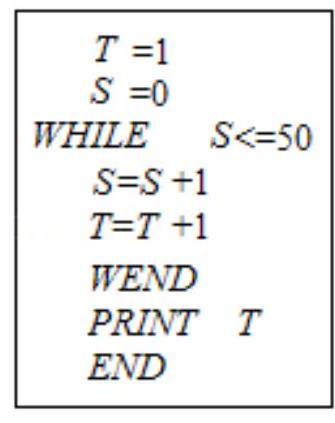 T =1
S =0
WHILE S<=50
S=S +1
T=T +1
WEND
PRINT T
END